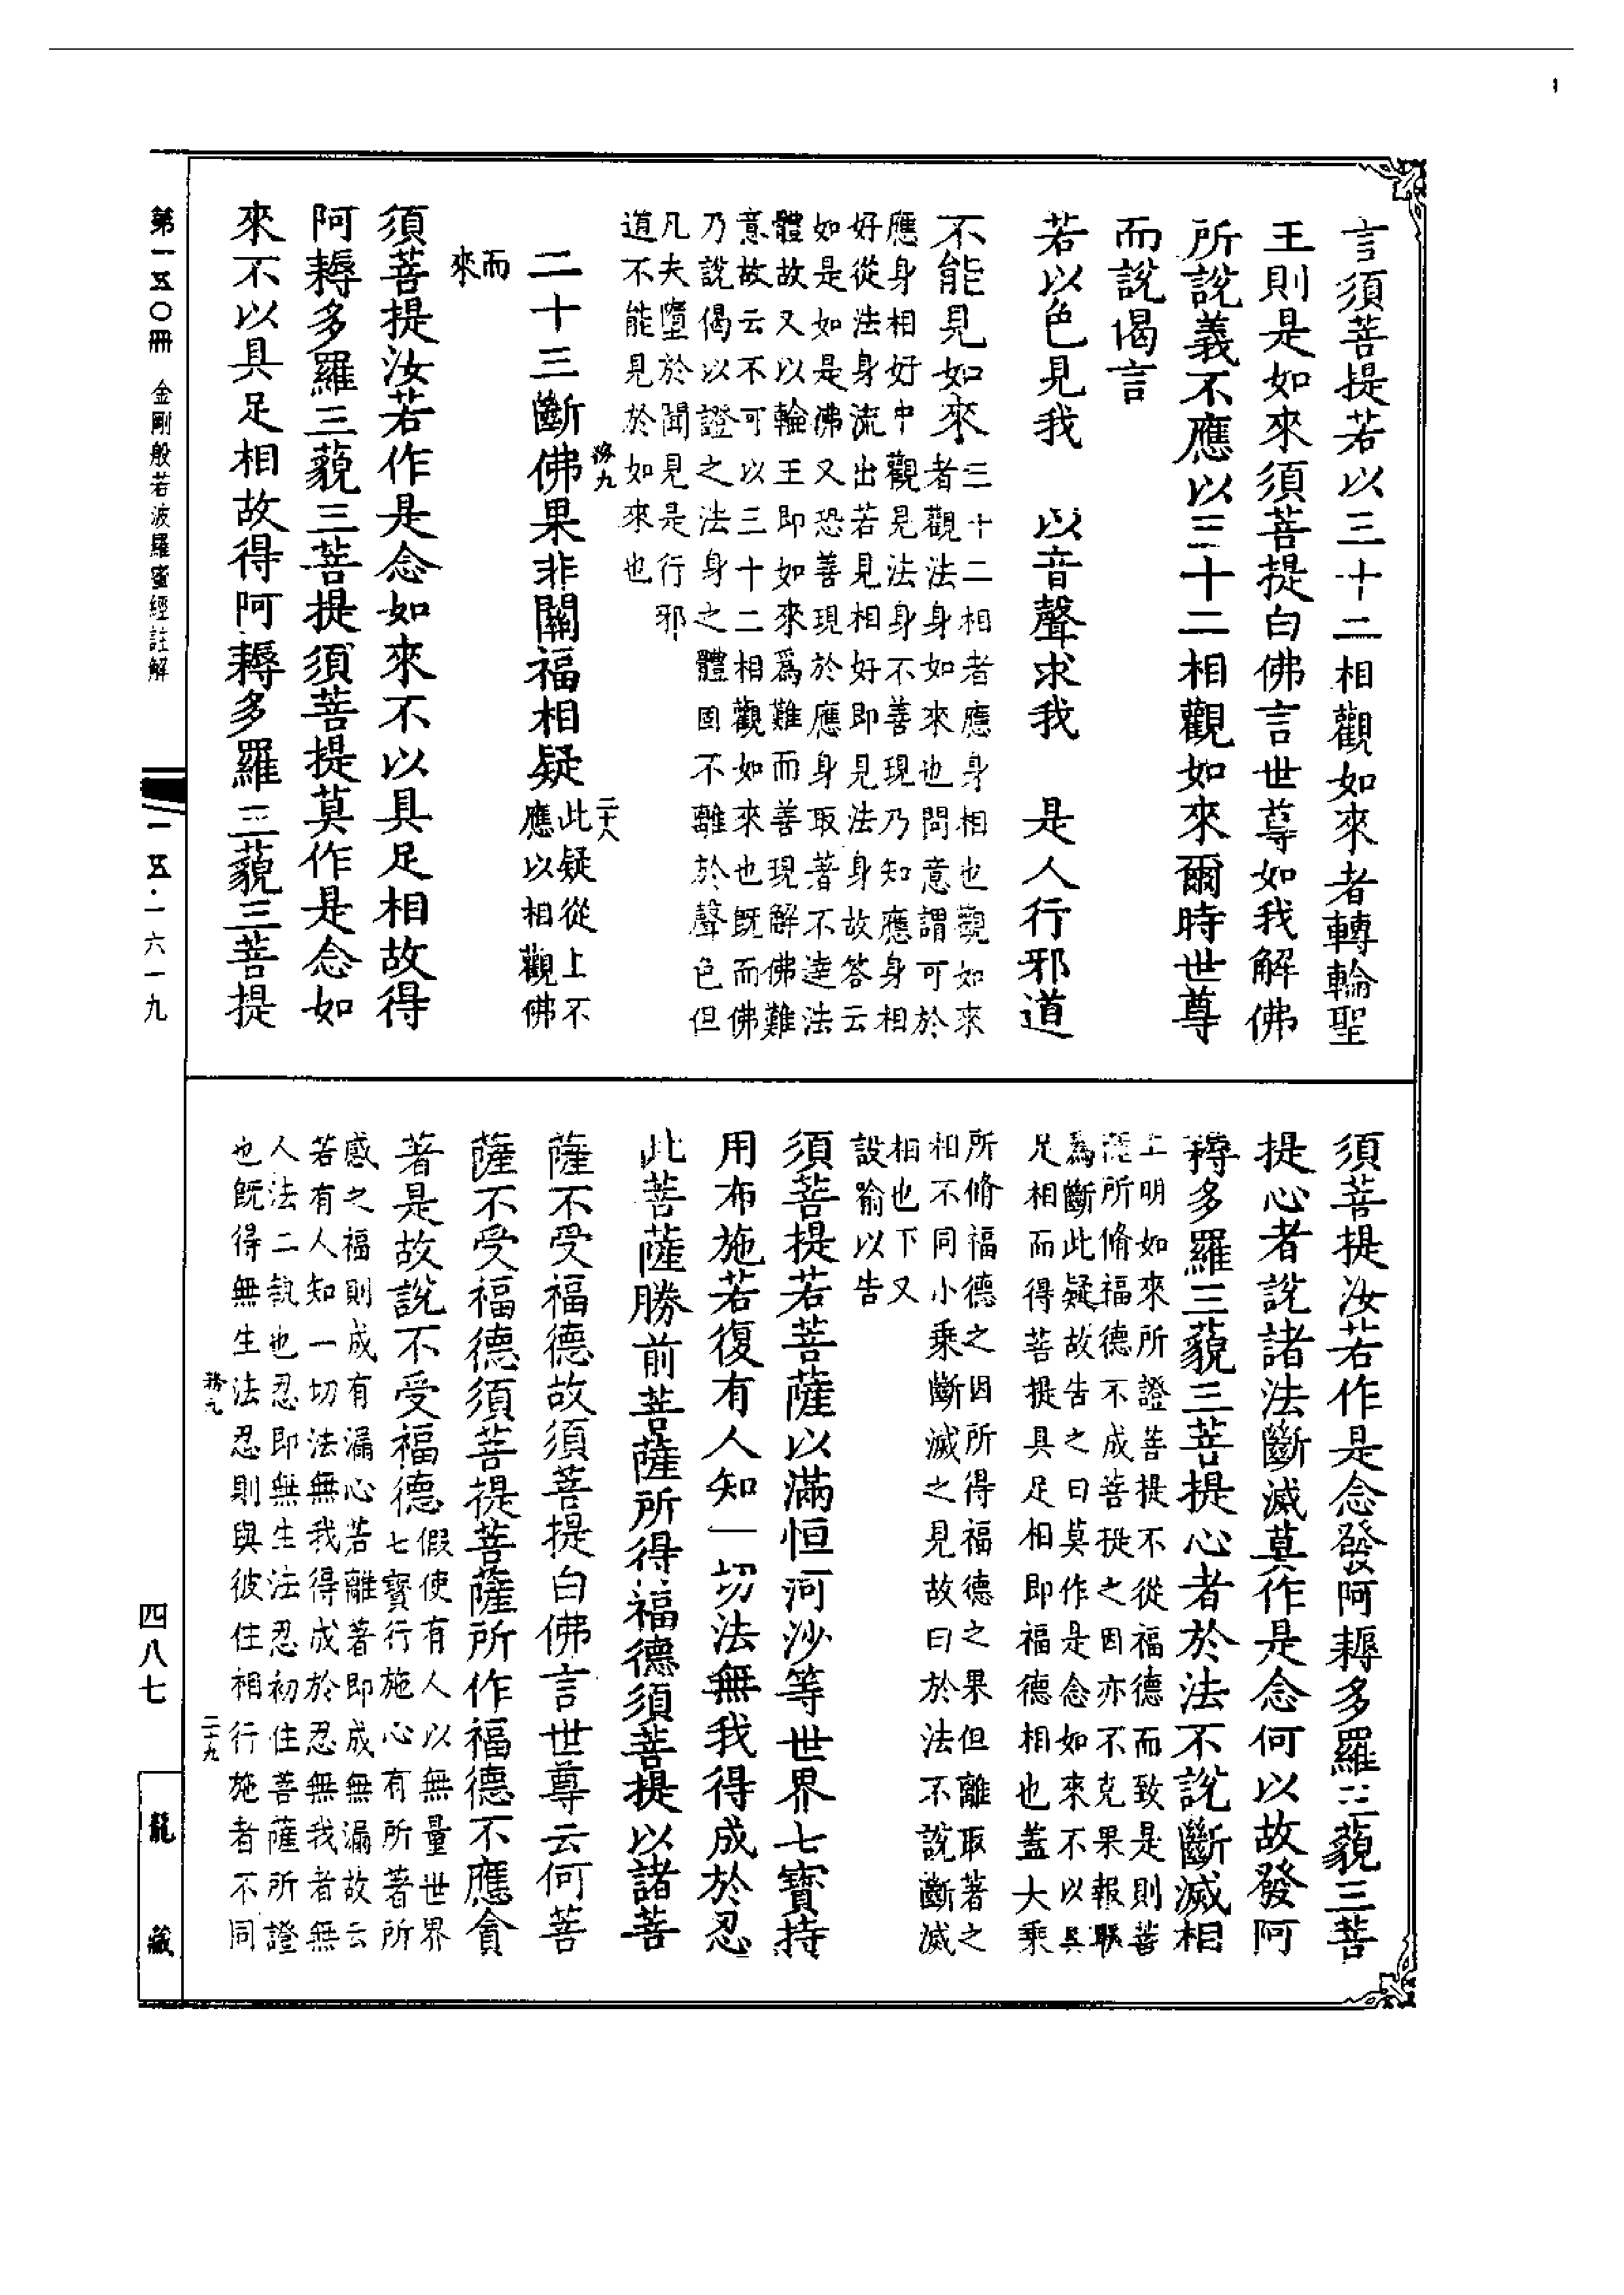 言須菩提若以三十二相觀如來者轉輪聖
王則是如來須菩提白佛言世尊如我解佛
所說義不應以三十二相觀如來爾時世尊
而說偈言
若以色見我　以音聲求我　是人行邪道
不能見如來
三十二相者應身相也觀如來
者觀法身如來也問意謂可於
應身相好中觀見法身不善現乃知應身相
好從法身流出若見相好即見法身故答云
如是如是佛又恐善現於應身取著不達法
體故又以輪王即如來爲難而善現解佛難
意故云不可以三十二相觀如來也既而佛
乃說偈以證之法身之體固不離於聲色但
凡夫墮於聞見是行邪
道不能見於如來也
務九
二十八
二十三斷佛果非關福相疑
此疑從上不
應以相觀佛
而
來
須菩提汝若作是念如來不以具足相故得
阿耨多羅三藐三菩提須菩提莫作是念如
來不以具足相故得阿耨多羅三藐三菩提
須菩提汝若作是念發阿耨多羅三藐三菩
提心者說諸法斷滅莫作是念何以故發阿
耨多羅三藐三菩提心者於法不說斷滅相
上明如來所證菩提不從福德而致是則菩
薩所脩福德不成菩提之因亦不克果報
為斷此疑故告之曰莫作是念如來不以具
足相而得菩提具足相即福德相也蓋大乘
所脩福德之因所得福德之果但離取著之
相不同小乘斷滅之見故曰於法不說斷滅
相也下又
設喻以告
須菩提若菩薩以滿恒河沙等世界七寶持
用布施若復有人知一切法無我得成於忍
此菩薩勝前菩薩所得福德須菩提以諸菩
薩不受福德故須菩提白佛言世尊云何菩
薩不受福德須菩提菩薩所作福德不應貪
著是故說不受福德
假使有人以無量世界
七寶行施心有所著所
感之福則成有漏心若離著即成無漏故云
若有人知一切法無我得成於忍無我者無
人法二執也忍即無生法忍初住菩薩所證
也既得無生法忍則與彼住相行施者不同
務九
二十九
第一五〇冊　金剛般若波羅蜜經註解
一五·一六一九
四八七
龍藏